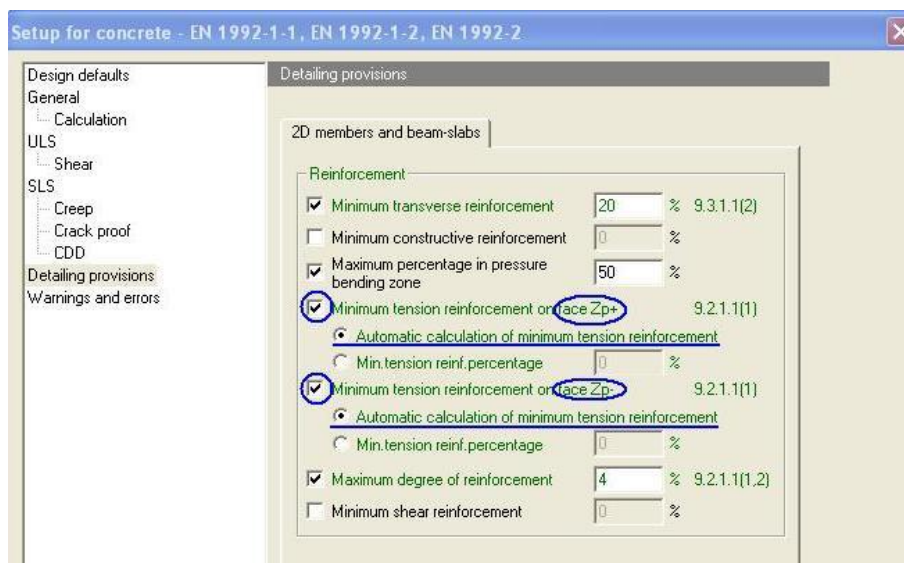 Setup for concrete - EN 1992-1-1, EN 1992-1-2, EN 1992-2
Design defaults
General
Calculation
ULS
Shear
SLS
Creep
Crack proof
CDD
Detailing provisions
Warnings and errors
Detailing provisions
2D members and beam-slabs
Reinforcement
Minimum transverse reinforcement 20 % 9.3.1.1(2)
Minimum constructive reinforcement 0 %
Maximum percentage in pressure
bending zone 50 %
Minimum tension reinforcement on face Zp+ 9.2.1.1(1)
Automatic calculation of minimum tension reinforcement
Min.tension reinf.percentage 0 %
Minimum tension reinforcement on face Zp- 9.2.1.1(1)
Automatic calculation of minimum tension reinforcement
Min.tension reinf.percentage 0 %
Maximum degree of reinforcement 4 % 9.2.1.1(1,2)
Minimum shear reinforcement 0 %